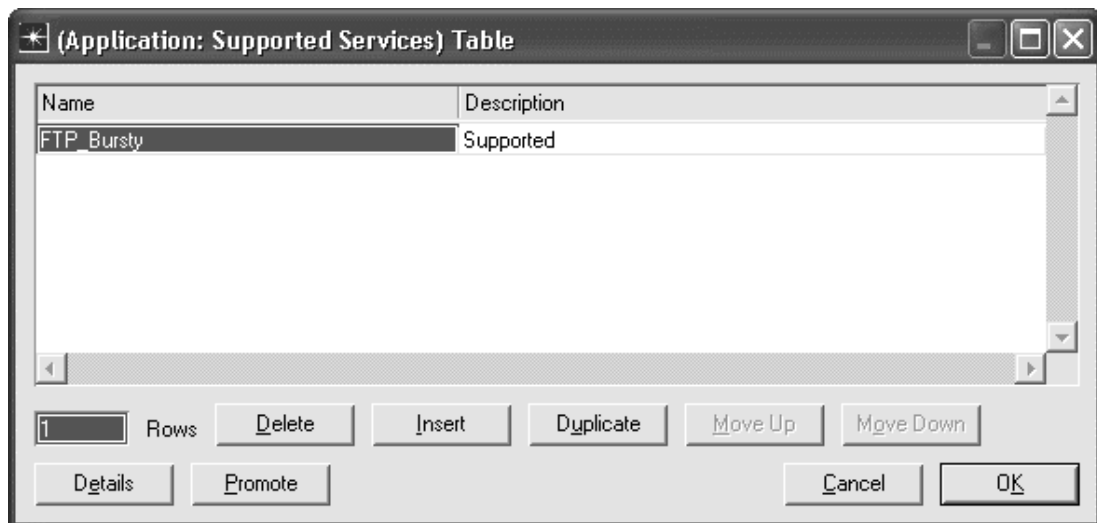 (Application: Supported Services) Table
Name Description
FTP_Bursty Supported
1 Rows Delete Insert Duplicate Move Up Move Down
Details Promote Cancel OK